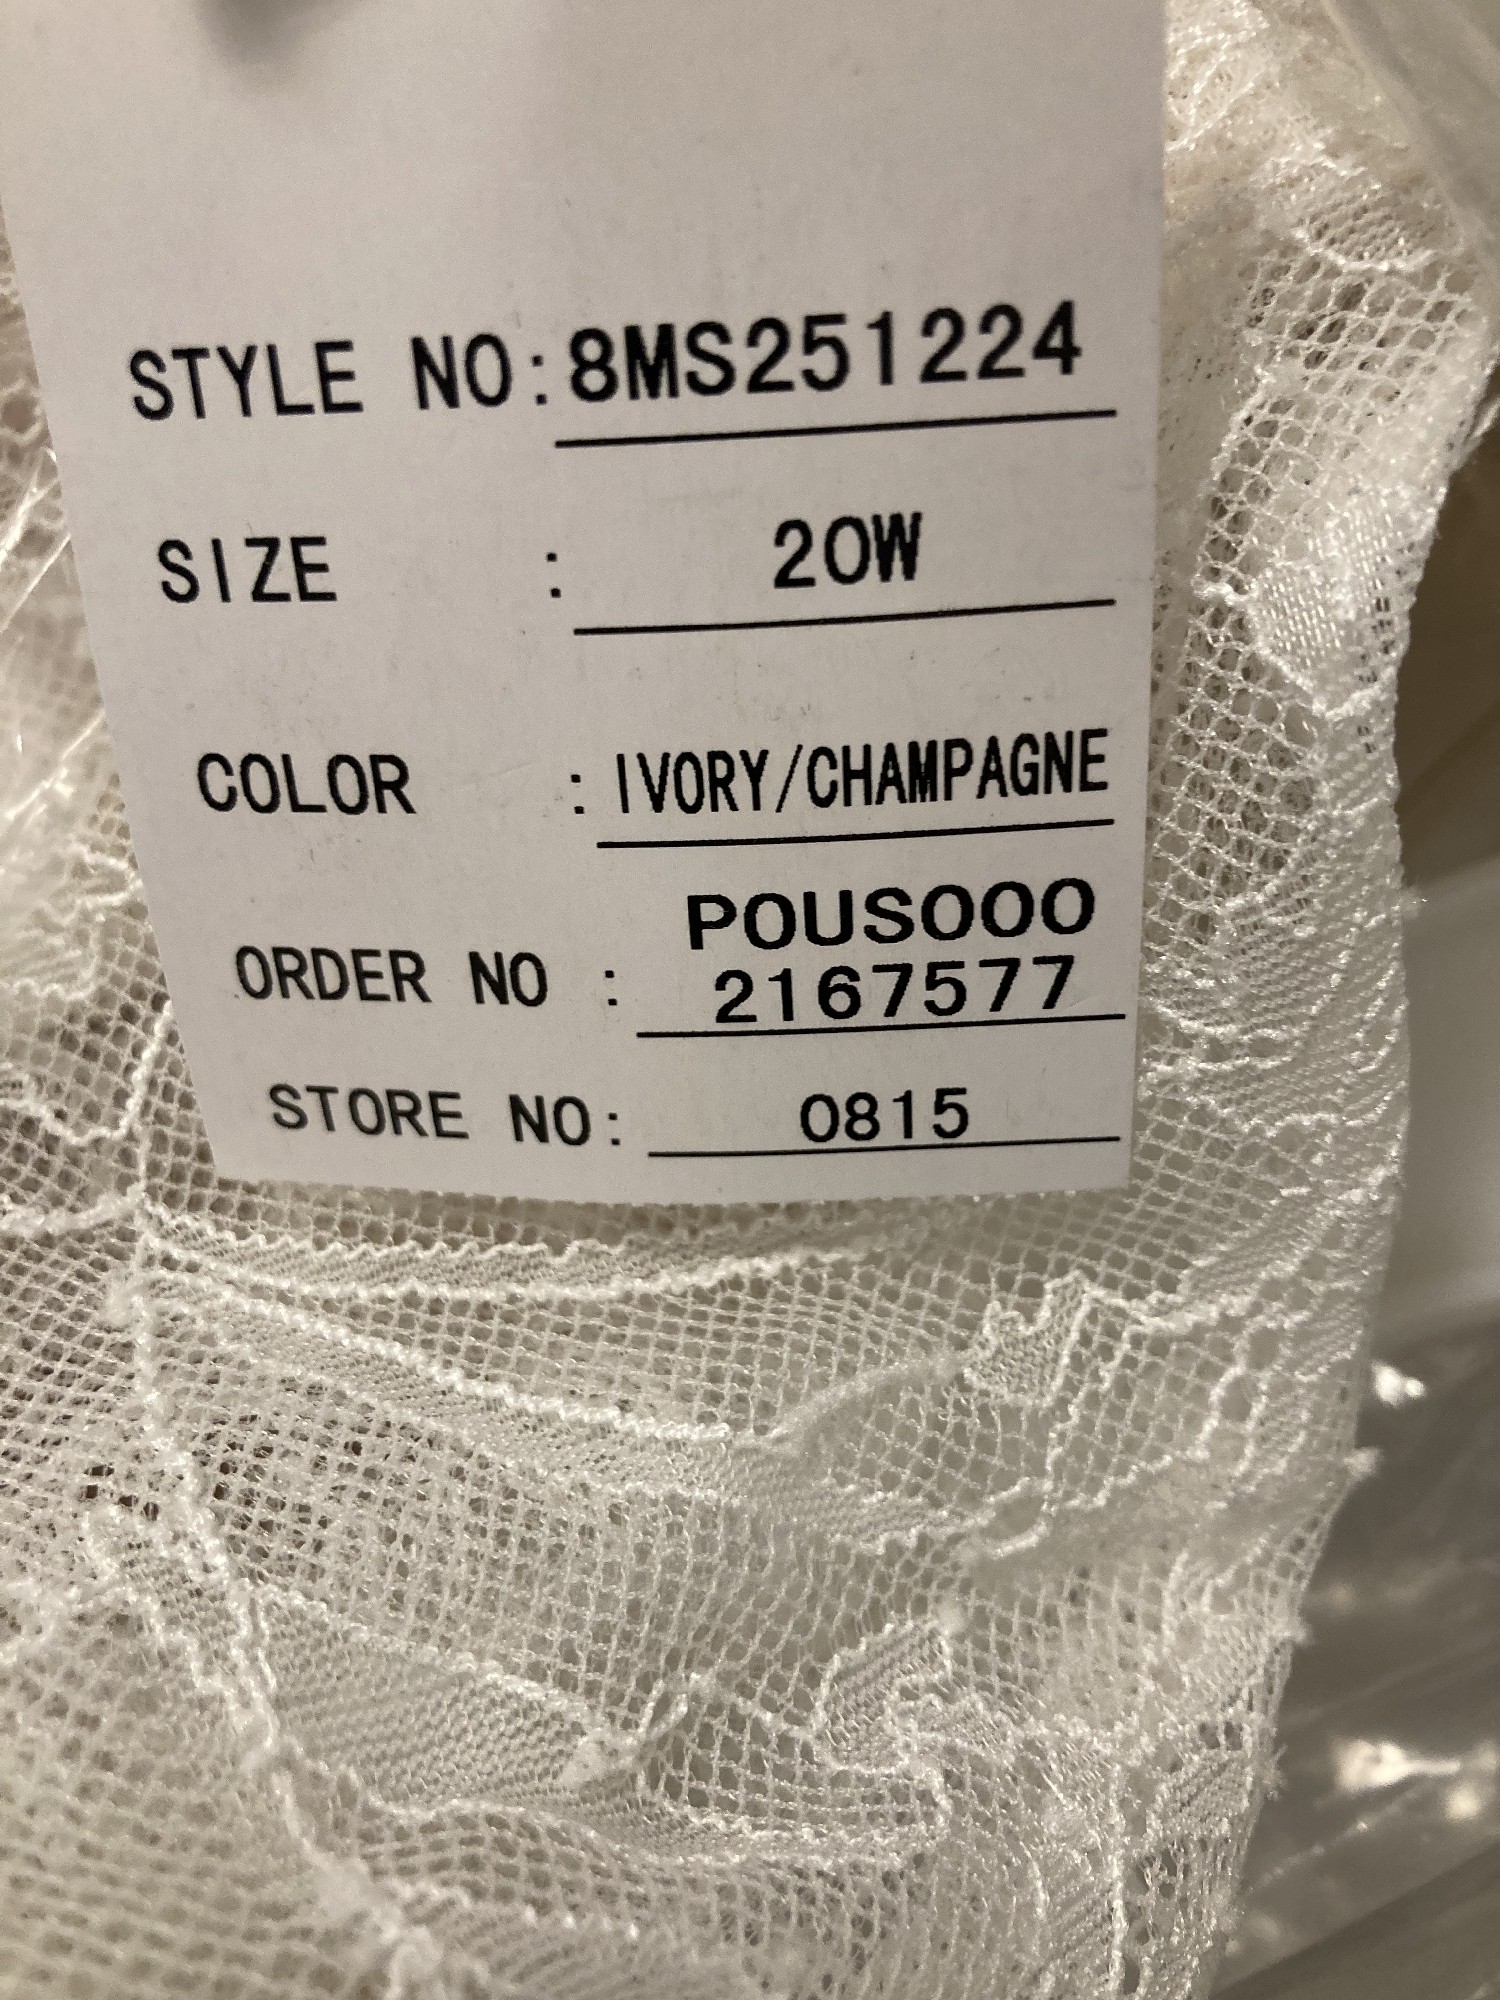 STYLE NO: 8MS251224
SIZE : 20W
COLOR : IVORY/CHAMPAGNE
ORDER NO : POUS000
2167577
STORE NO: 0815